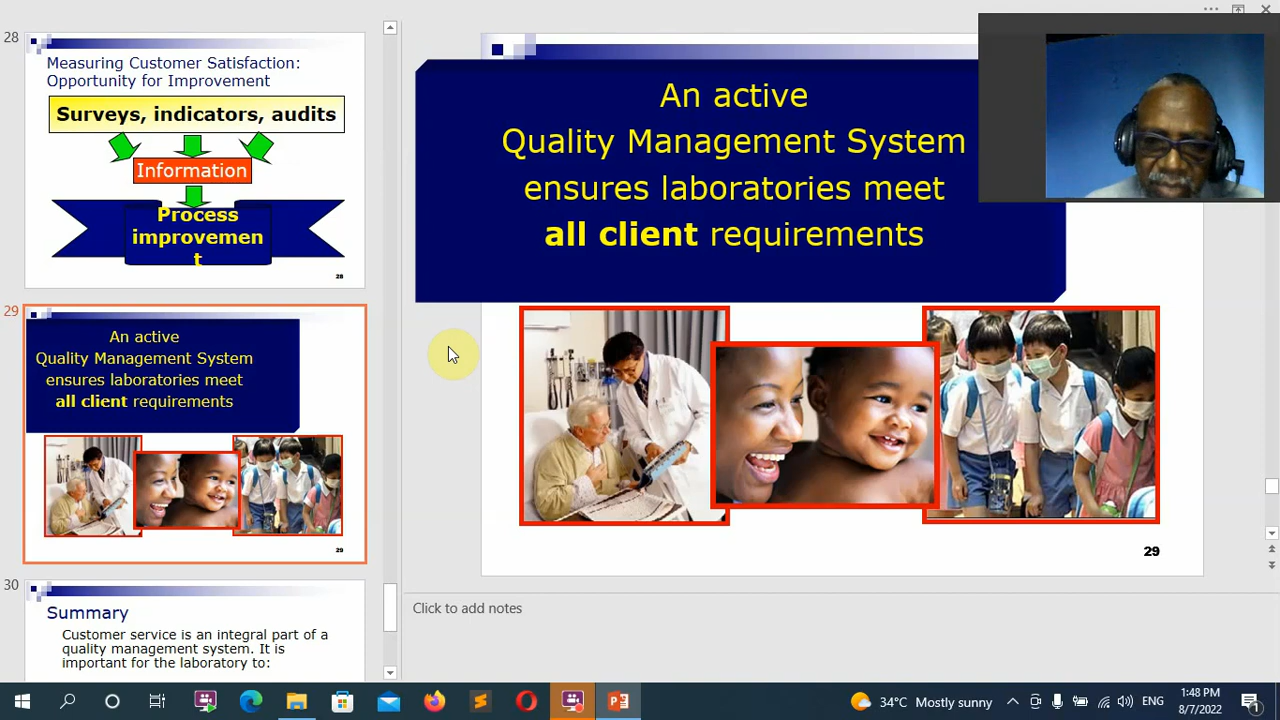 28
Measuring Customer Satisfaction:
Opportunity for Improvement
Surveys, indicators, audits
Information
Process
improvemen
t
28
29
An active
Quality Management System
ensures laboratories meet
all client requirements
29
30
Summary
Customer service is an integral part of a
quality management system. It is
important for the laboratory to:
An active
Quality Management System
ensures laboratories meet
all client requirements
29
Click to add notes
34°C Mostly sunny
ENG
1:48 PM
8/7/2022
1